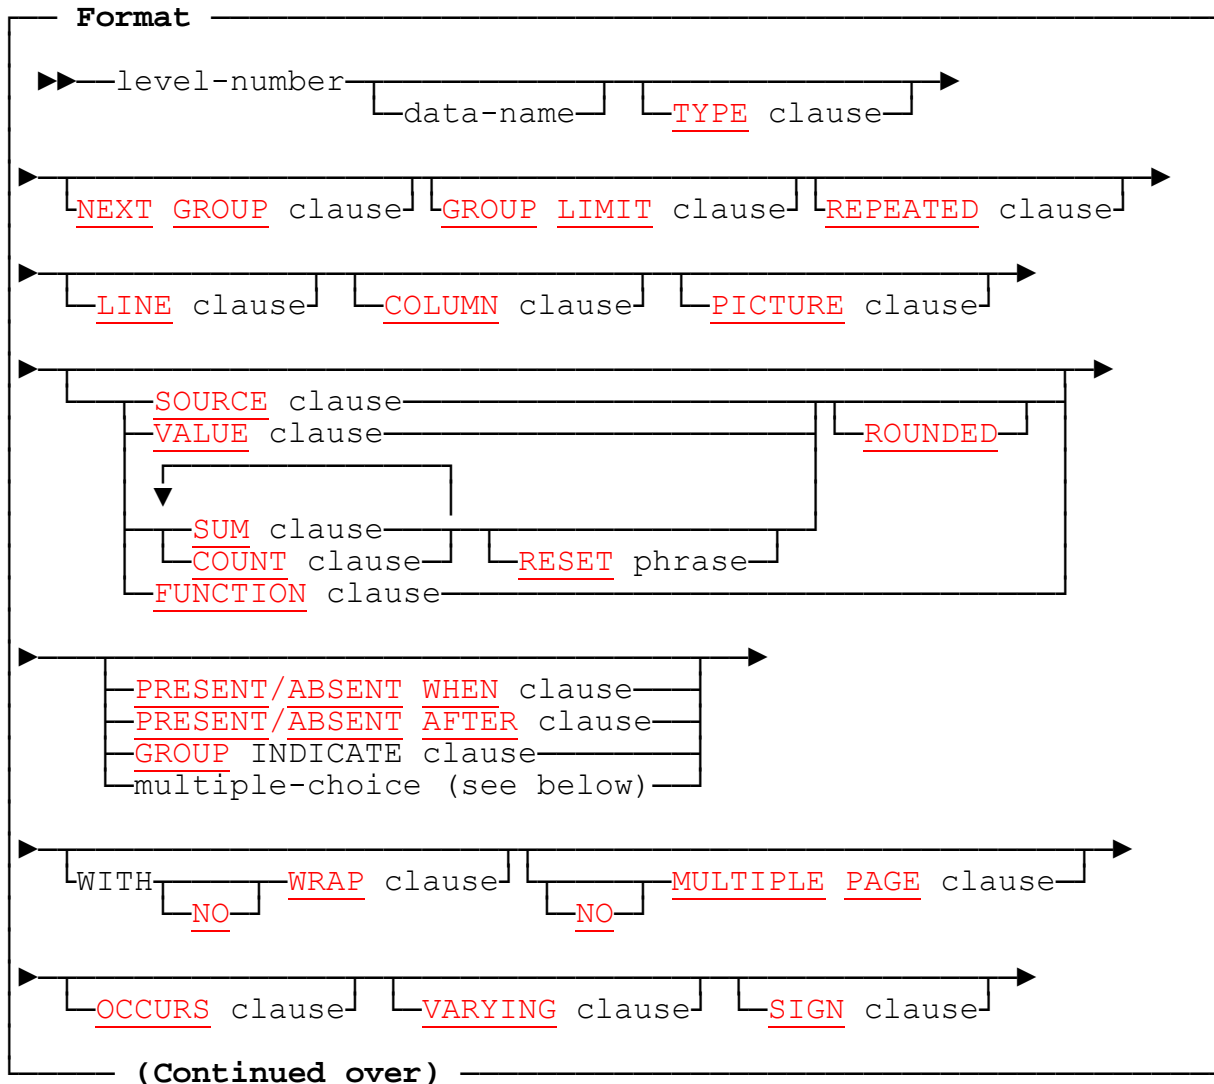 Format
level-number
data-name TYPE clause
NEXT GROUP clause GROUP LIMIT clause REPEATED clause
LINE clause COLUMN clause PICTURE clause
SOURCE clause
VALUE clause ROUNDED
SUM clause
COUNT clause RESET phrase
FUNCTION clause
PRESENT/ABSENT WHEN clause
PRESENT/ABSENT AFTER clause
GROUP INDICATE clause
multiple-choice (see below)
WITH WRAP clause MULTIPLE PAGE clause
NO NO
OCCURS clause VARYING clause SIGN clause
(Continued over)